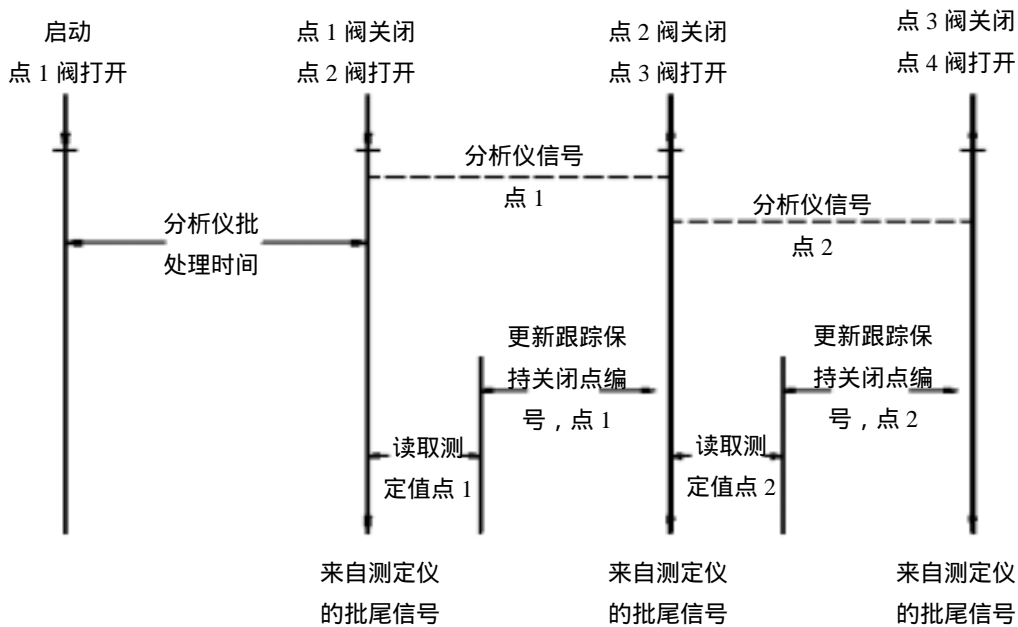 启动
点 1 阀打开
点 1 阀关闭
点 2 阀打开
点 2 阀关闭
点 3 阀打开
点 3 阀关闭
点 4 阀打开
分析仪信号
点 1
分析仪信号
点 2
分析仪批
处理时间
更新跟踪保
持关闭点编
号，点 1
更新跟踪保
持关闭点编
号，点 2
读取测
定值点 1
读取测
定值点 2
来自测定仪
的批尾信号
来自测定仪
的批尾信号
来自测定仪
的批尾信号